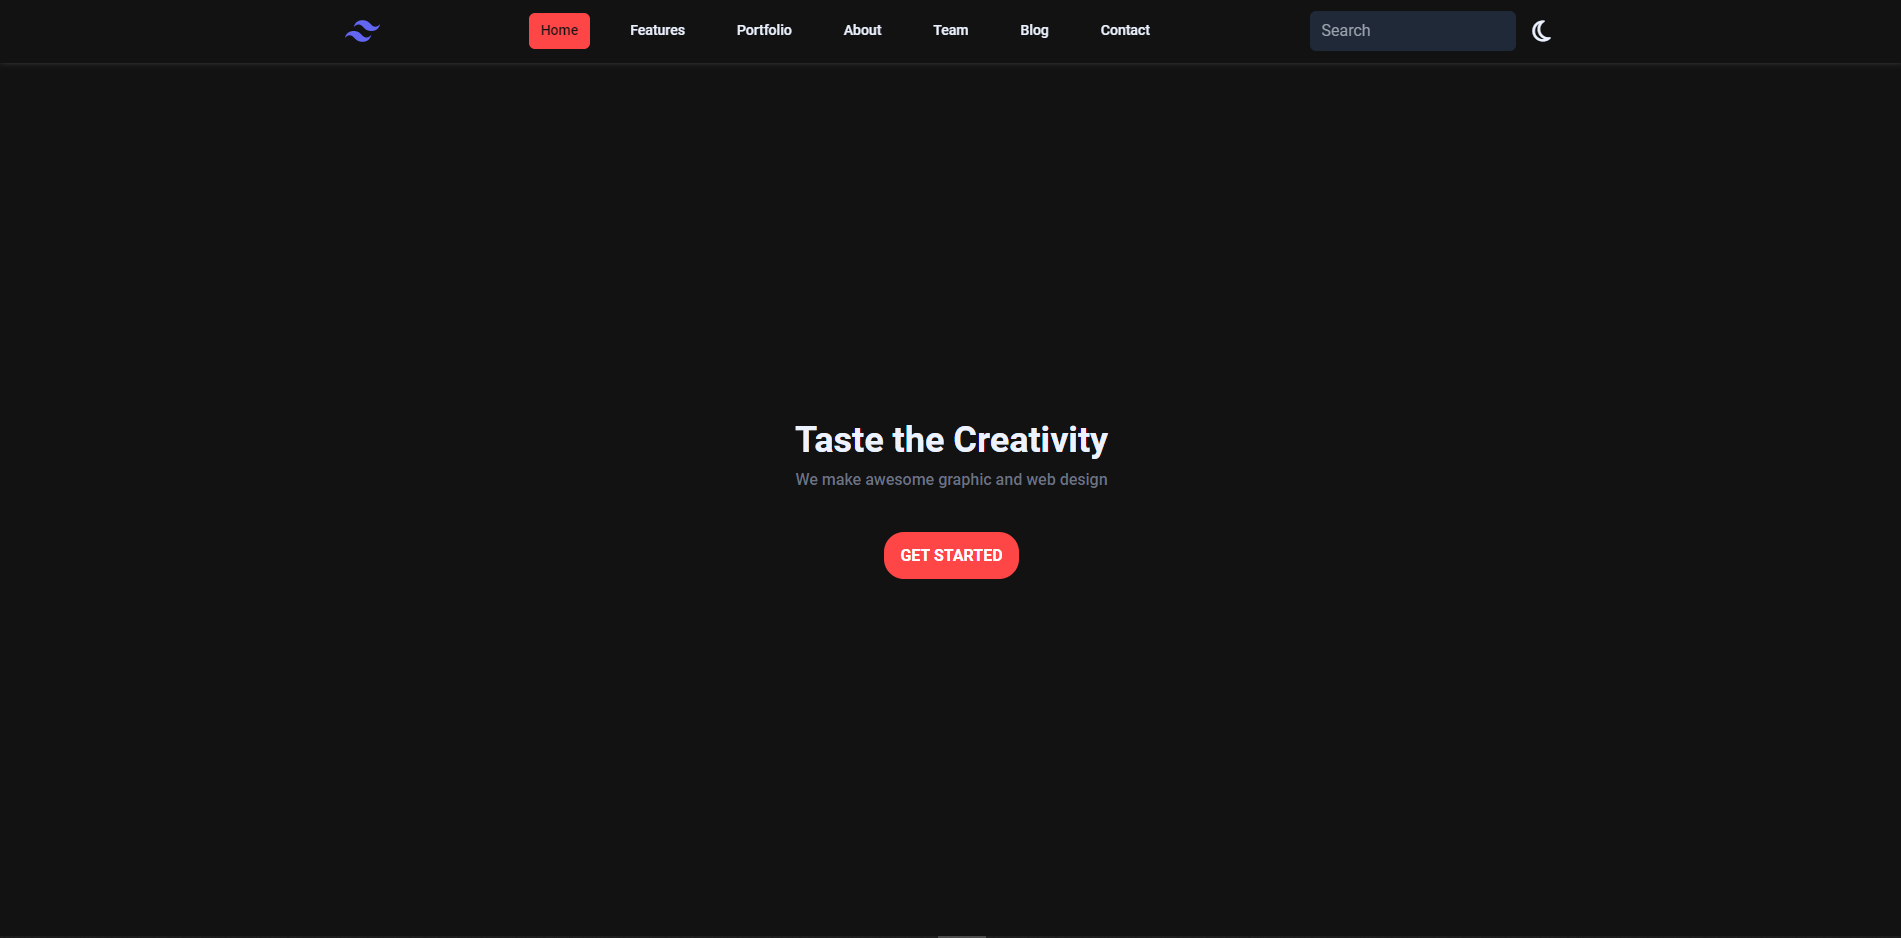 Home Features Portfolio About Team Blog Contact Search
Taste the Creativity
We make awesome graphic and web design
GET STARTED